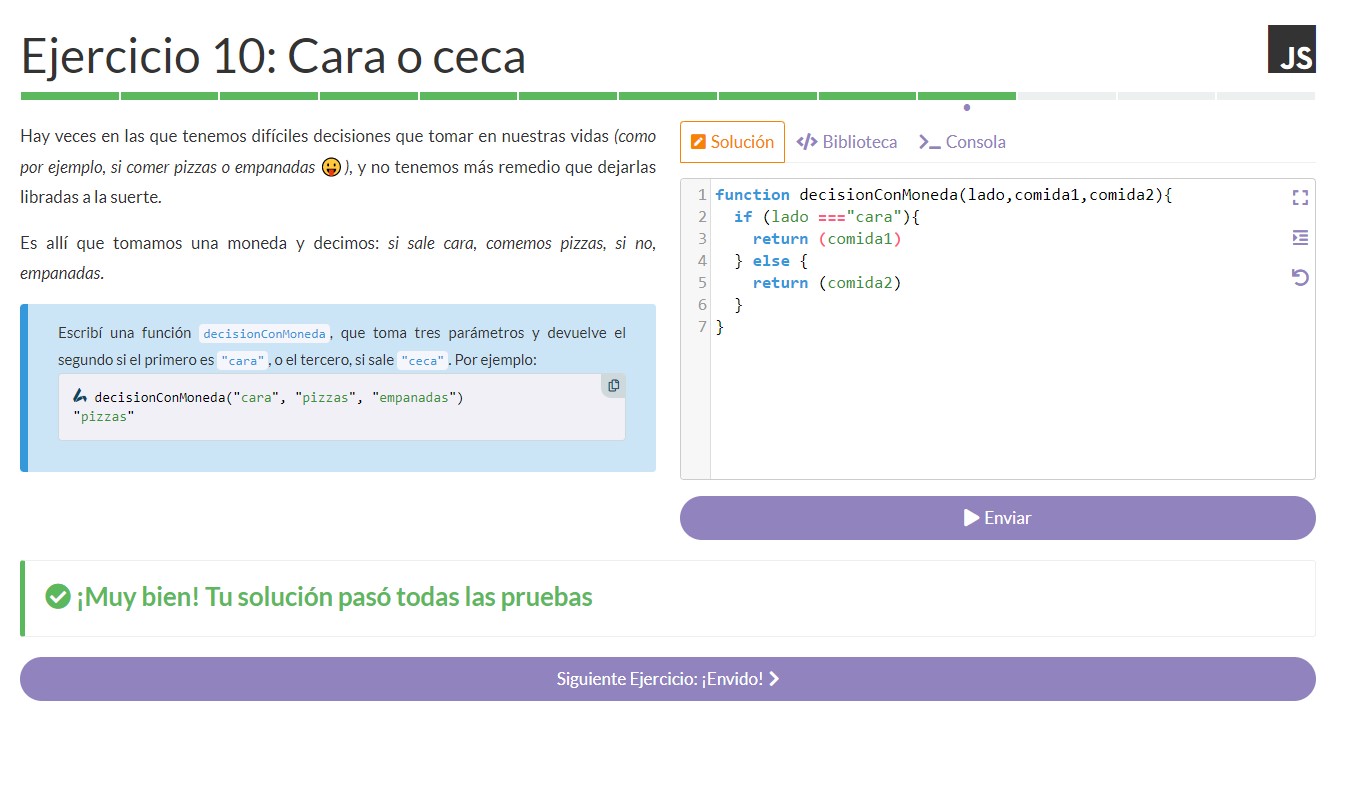 Ejercicio 10: Cara o ceca
JS
Hay veces en las que tenemos difíciles decisiones que tomar en nuestras vidas (como
por ejemplo, si comer pizzas o empanadas 😛), y no tenemos más remedio que dejarlas
libradas a la suerte.
Es allí que tomamos una moneda y decimos: si sale cara, comemos pizzas, si no,
empanadas.
Escribí una función decisionConMoneda, que toma tres parámetros y devuelve el
segundo si el primero es "cara", o el tercero, si sale "ceca". Por ejemplo:
decisionConMoneda("cara", "pizzas", "empanadas")
"pizzas"
Solución
Biblioteca
Consola
1 function decisionConMoneda(lado,comida1,comida2){
2   if (lado ==="cara"){
3     return (comida1)
4   } else {
5     return (comida2)
6   }
7 }
Enviar
¡Muy bien! Tu solución pasó todas las pruebas
Siguiente Ejercicio: ¡Envido!